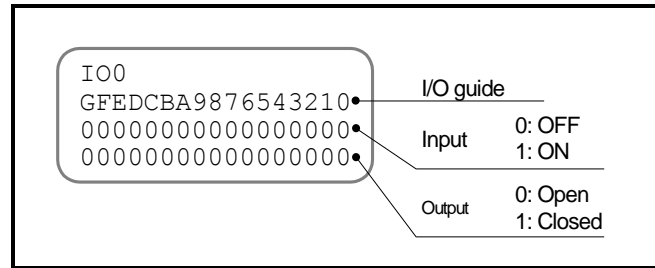 IO0
GFEDCBA9876543210
00000000000000000
00000000000000000
I/O guide
Input
0: OFF
1: ON
Output
0: Open
1: Closed